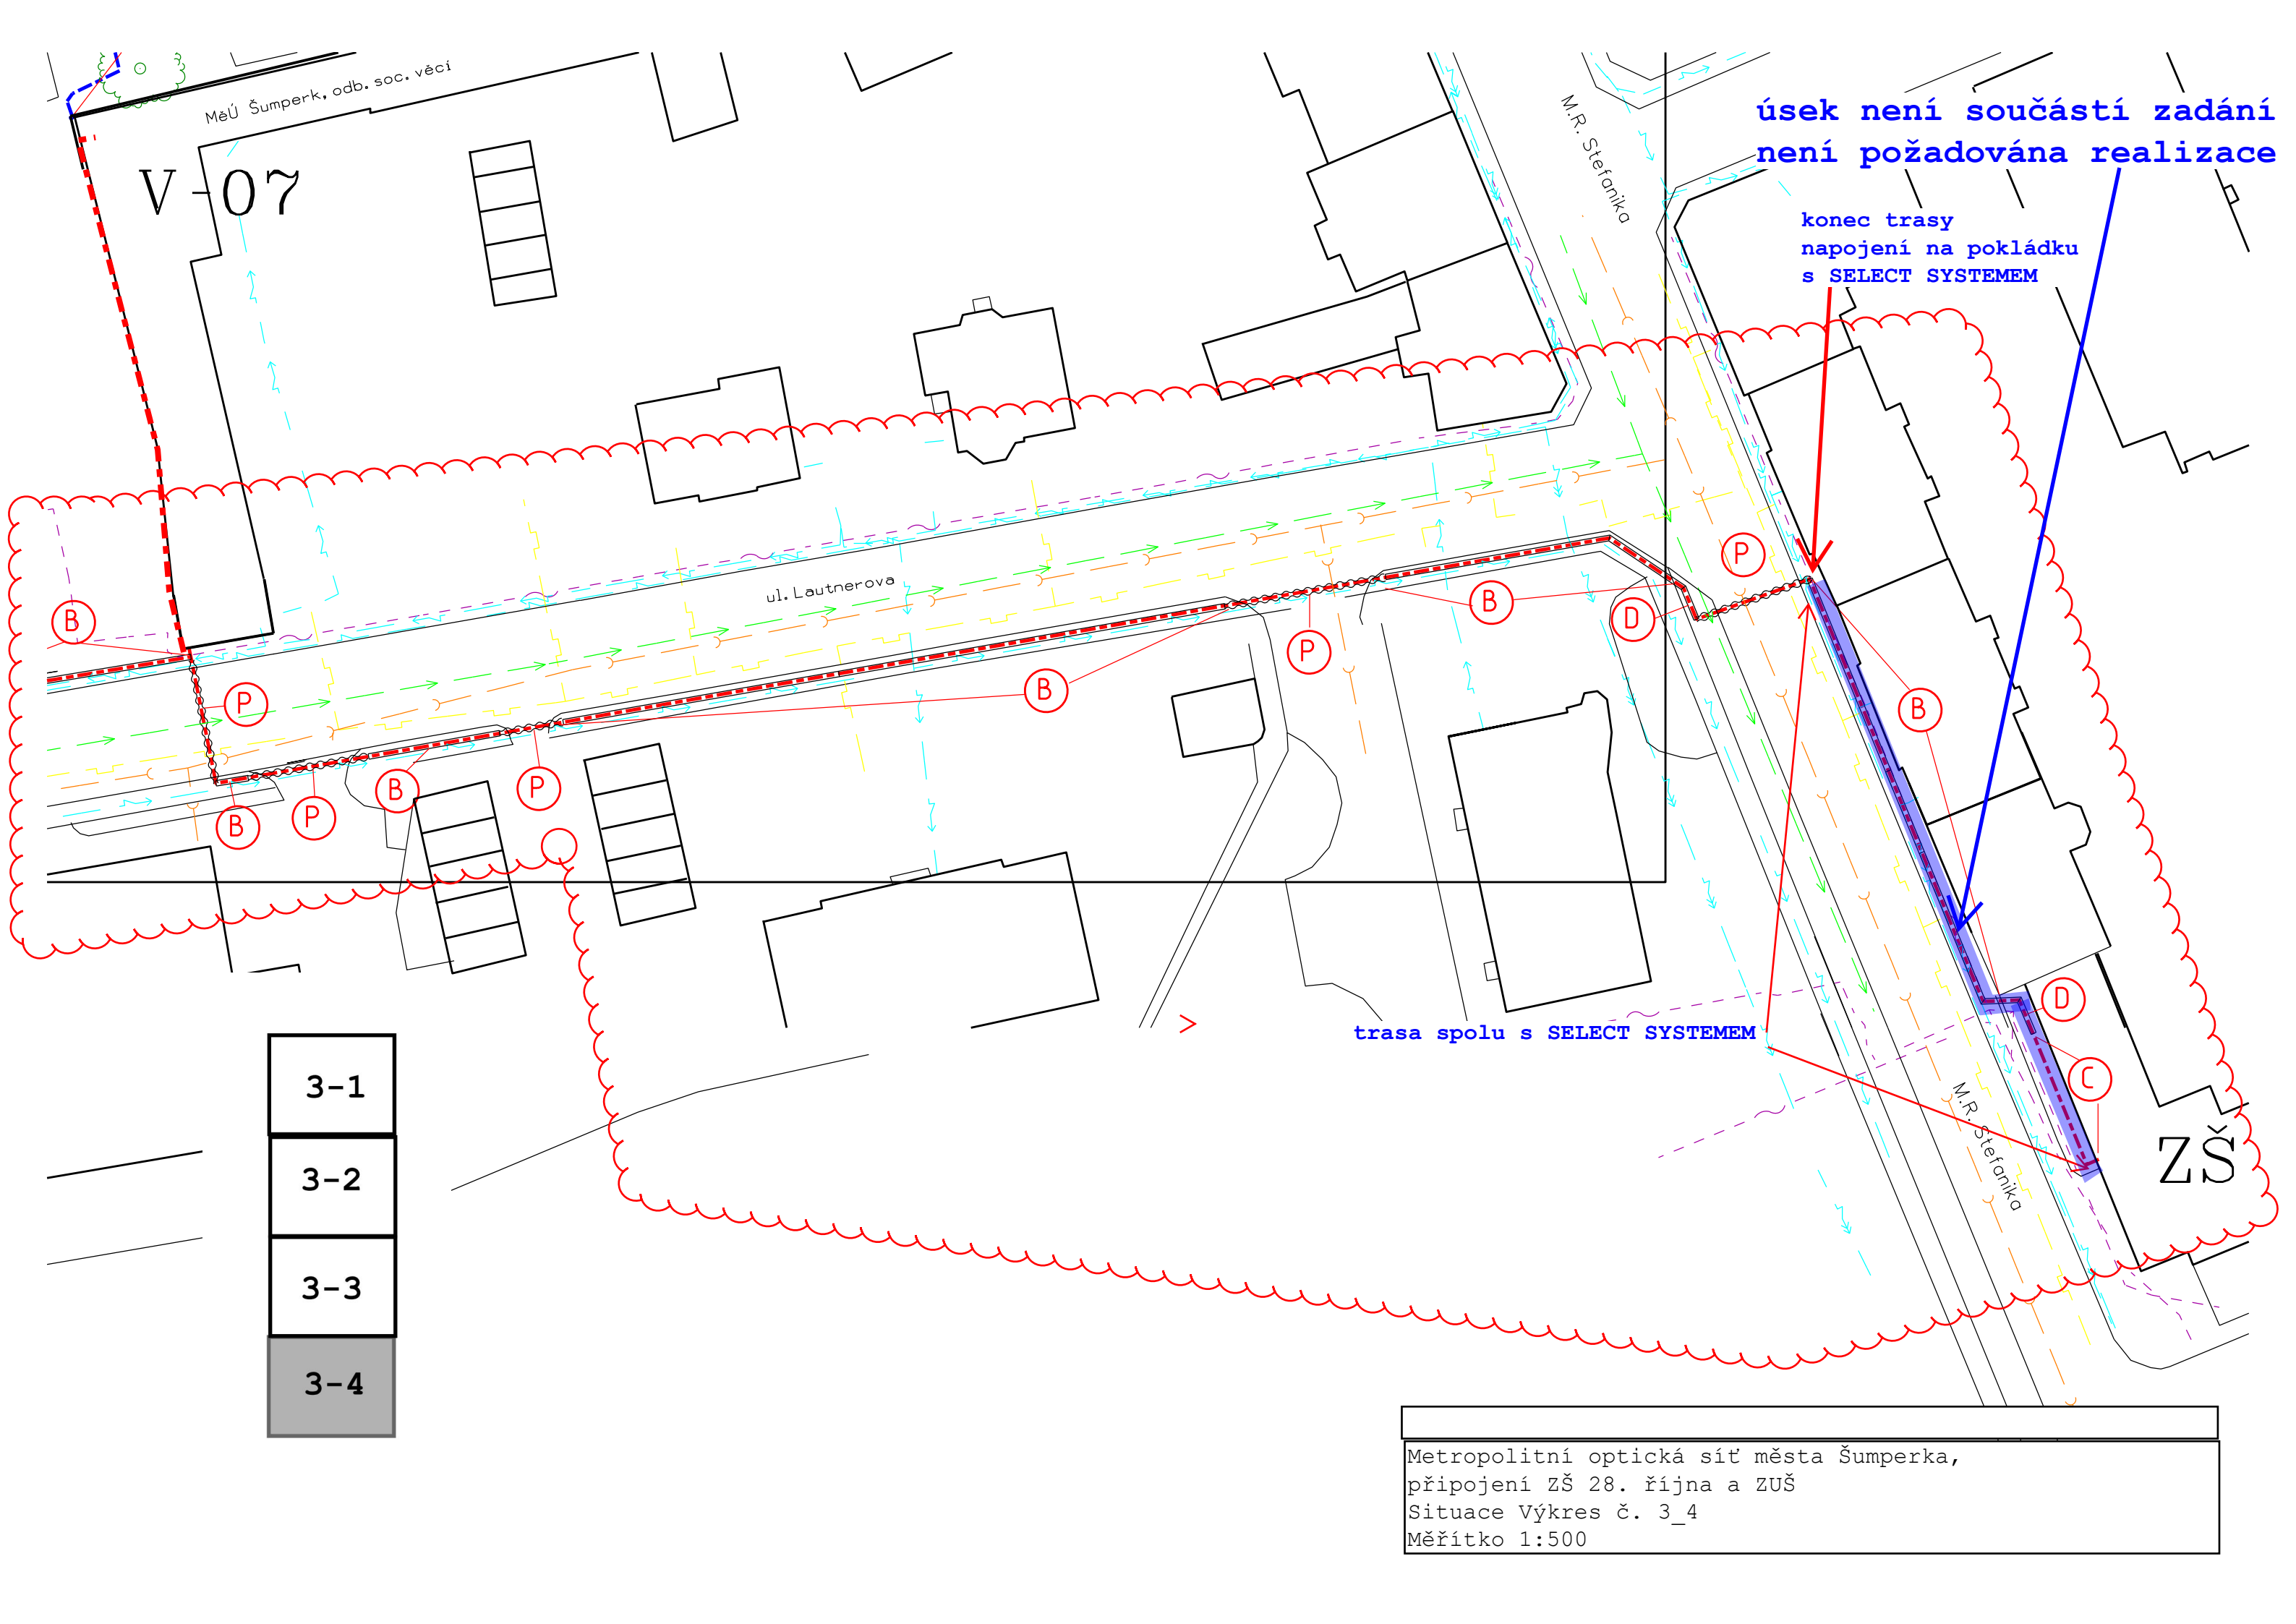 MěÚ Šumperk, odb. soc. věcí
V-07
M.R. Stefanika
úsek není součástí zadání
není požadována realizace
konec trasy
napojení na pokládku
s SELECT SYSTEMEM
P
B
ul. Lautnerova
B
D
P
B
P
B
B
P
B
P
B
D
trasa spolu s SELECT SYSTEMEM
C
M.R. Stefanika
ZŠ
3-1
3-2
3-3
3-4
Metropolitní optická síť města Šumperka,
připojení ZŠ 28. října a ZUŠ
Situace Výkres č. 3_4
Měřítko 1:500